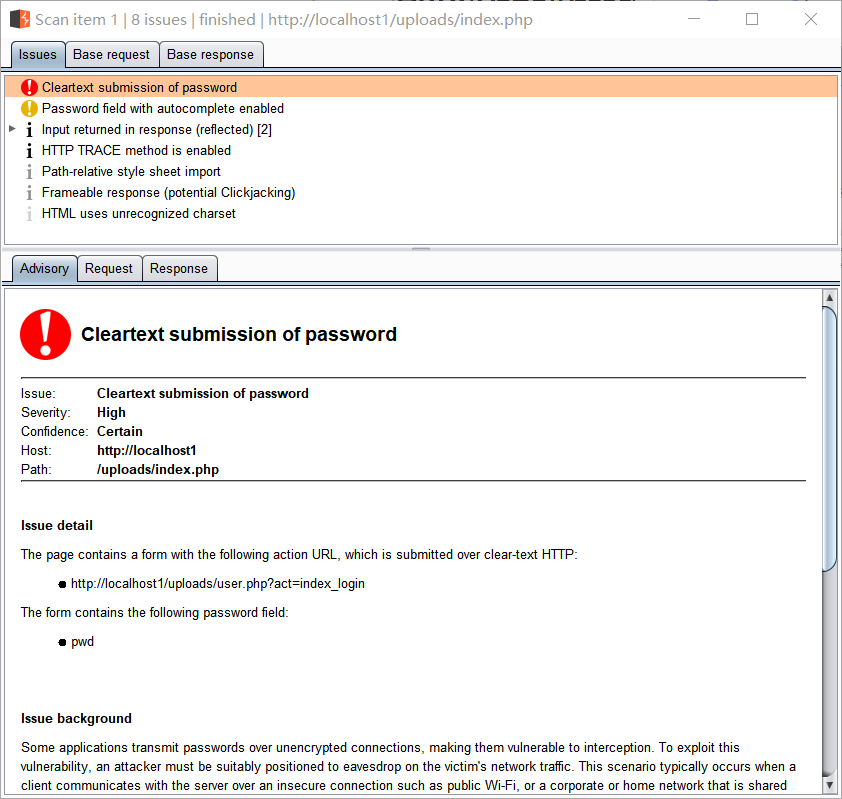 Scan item 1 | 8 issues | finished | http://localhost1/uploads/index.php
Issues Base request Base response
Cleartext submission of password
Password field with autocomplete enabled
Input returned in response (reflected) [2]
HTTP TRACE method is enabled
Path-relative style sheet import
Frameable response (potential Clickjacking)
HTML uses unrecognized charset
Advisory Request Response
Cleartext submission of password
Issue: Cleartext submission of password
Severity: High
Confidence: Certain
Host: http://localhost1
Path: /uploads/index.php
Issue detail
The page contains a form with the following action URL, which is submitted over clear-text HTTP:
http://localhost1/uploads/user.php?act=index_login
The form contains the following password field:
pwd
Issue background
Some applications transmit passwords over unencrypted connections, making them vulnerable to interception. To exploit this
vulnerability, an attacker must be suitably positioned to eavesdrop on the victim's network traffic. This scenario typically occurs when a
client communicates with the server over an insecure connection such as public Wi-Fi, or a corporate or home network that is shared